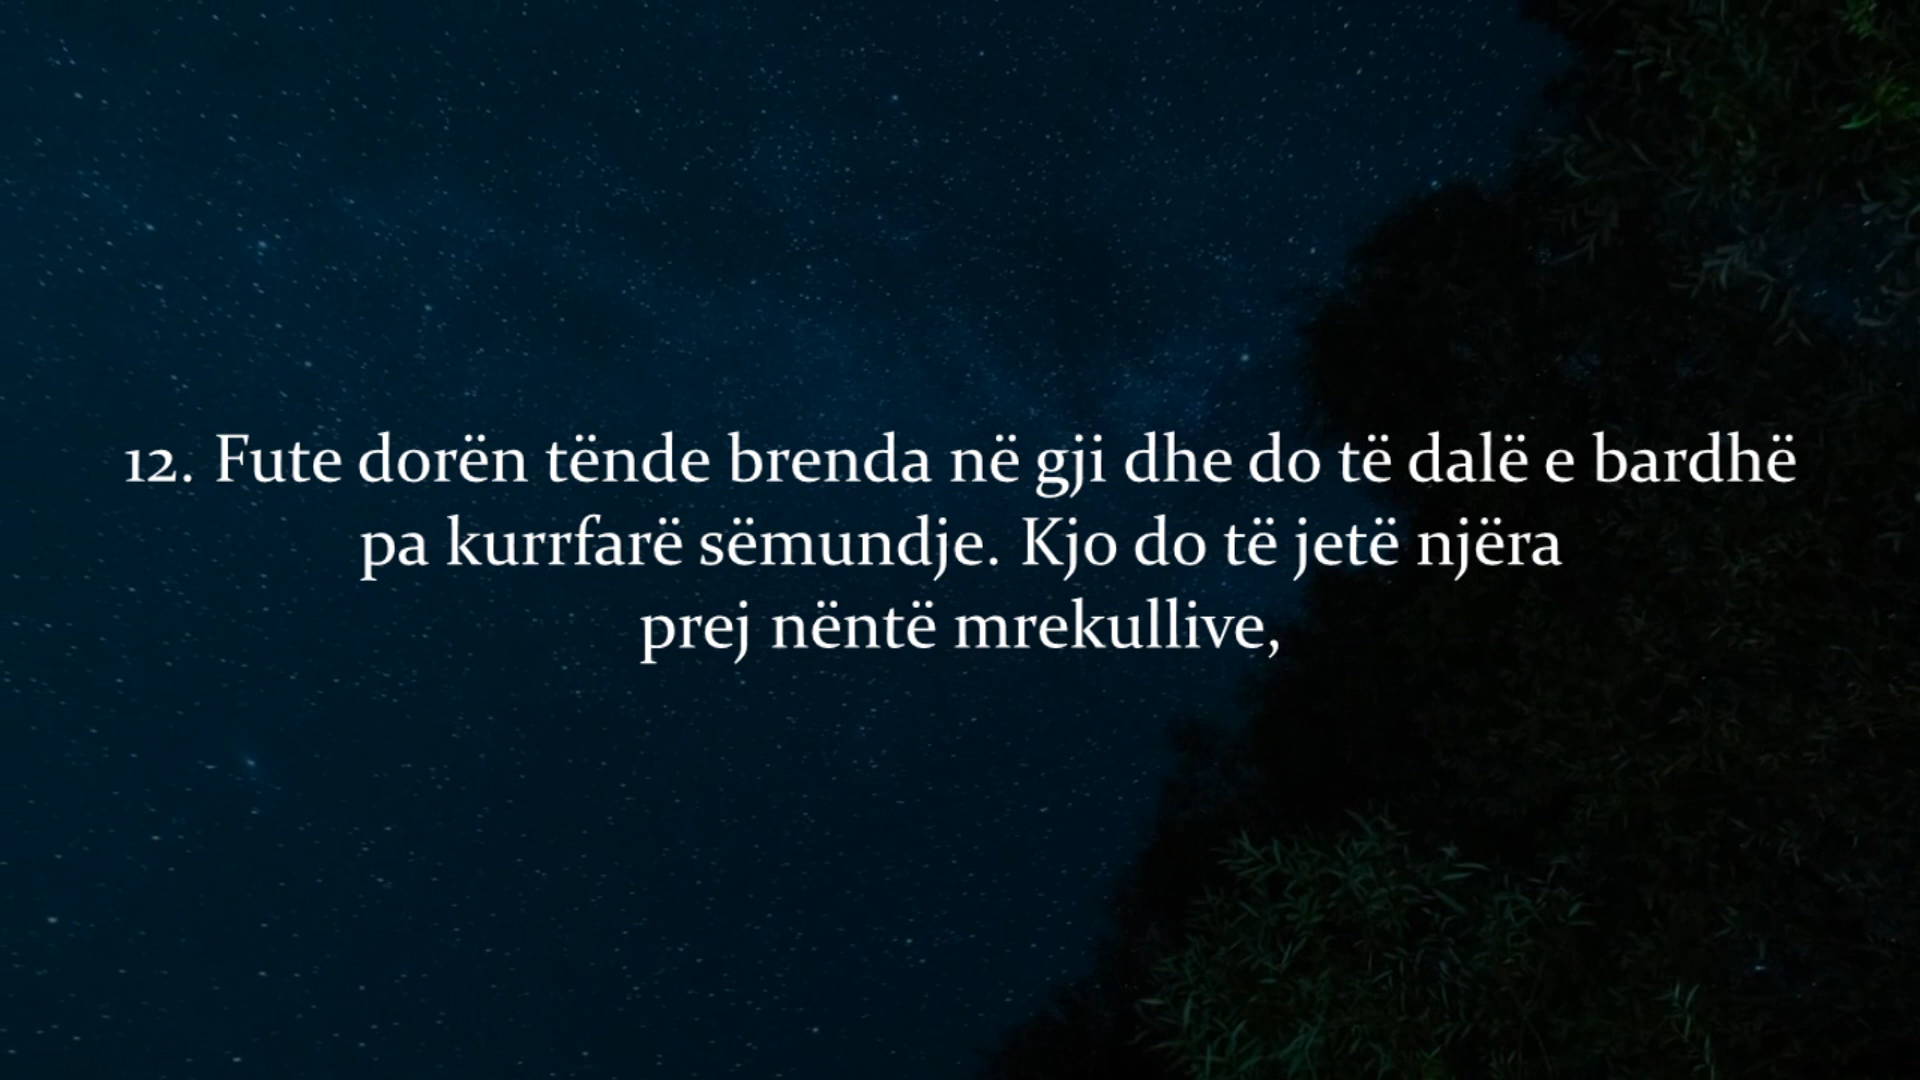 12. Fute dorën tënde brenda në gji dhe do të dalë e bardhë
pa kurrfarë sëmundje. Kjo do të jetë njëra
prej nëntë mrekullive,